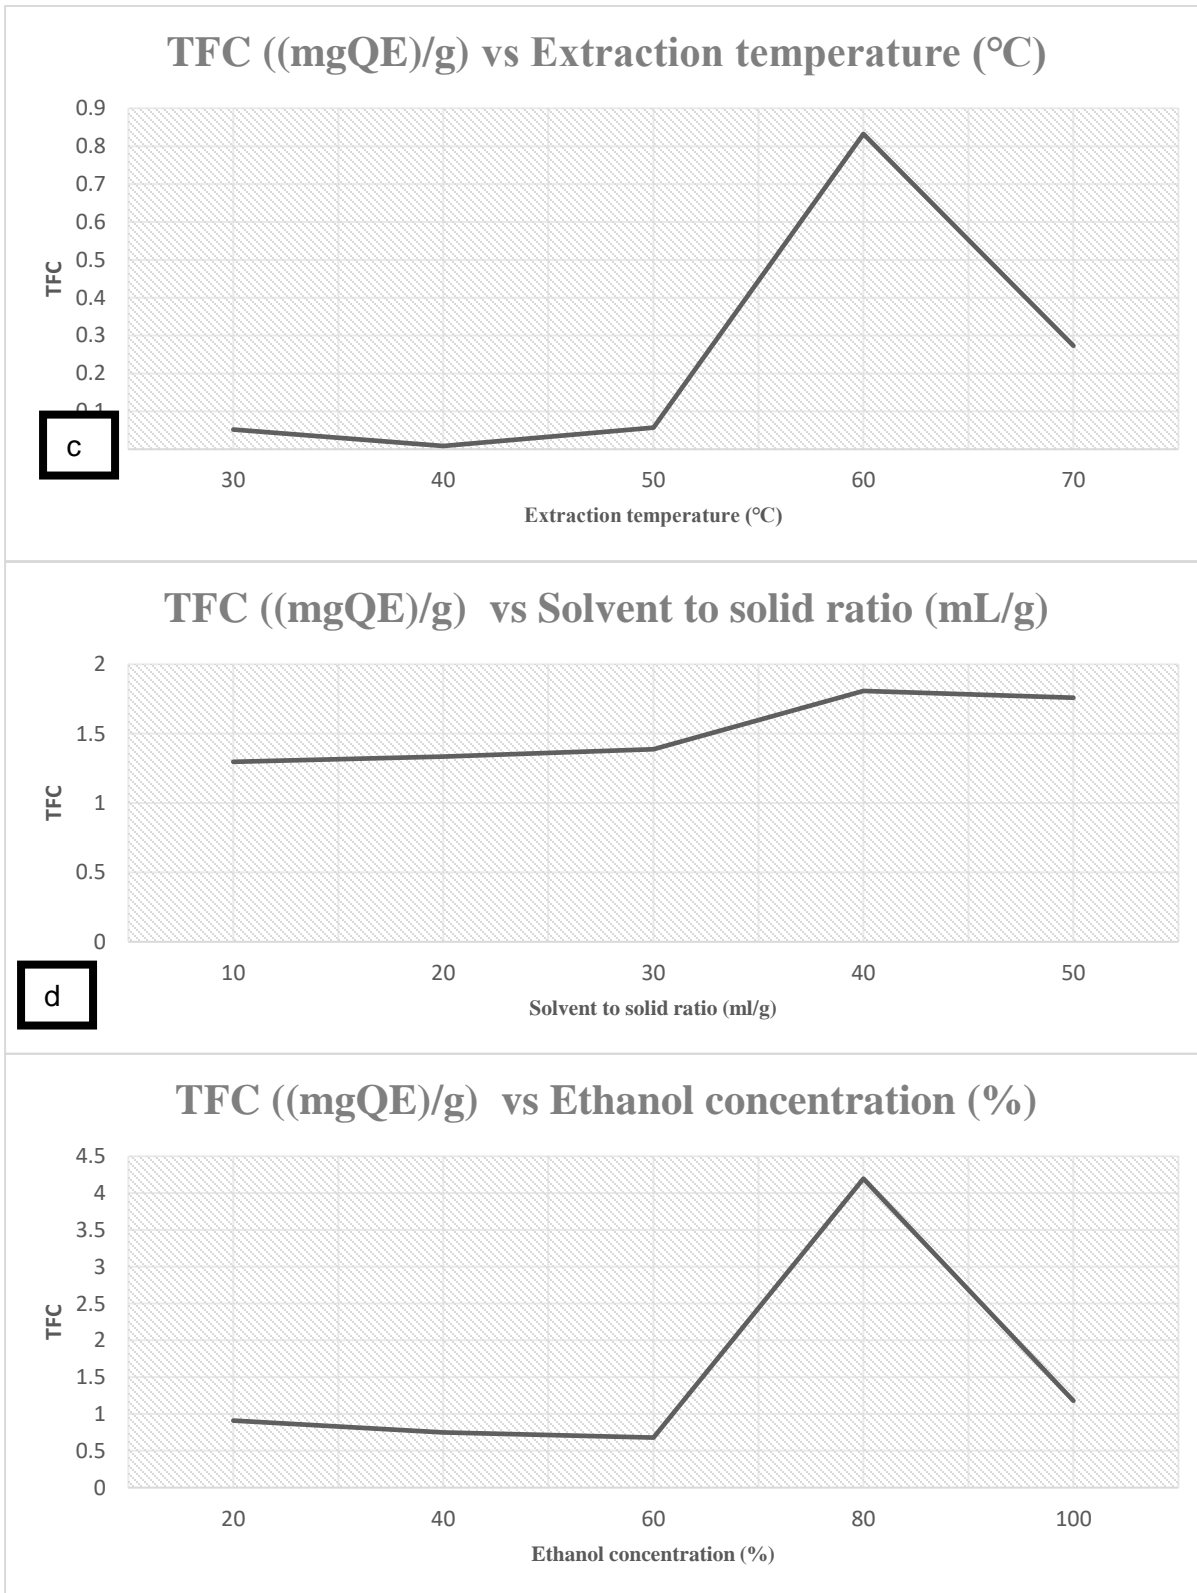 TFC ((mgQE)/g) vs Extraction temperature (℃)
0.9
0.8
0.7
0.6
0.5
0.4
0.3
0.2
0.1
TFC
c
30 40 50 60 70
Extraction temperature (℃)
TFC ((mgQE)/g) vs Solvent to solid ratio (mL/g)
2
1.5
1
0.5
0
TFC
10 20 30 40 50
d
Solvent to solid ratio (ml/g)
TFC ((mgQE)/g) vs Ethanol concentration (%)
4.5
4
3.5
3
2.5
2
1.5
1
0.5
0
TFC
20 40 60 80 100
Ethanol concentration (%)